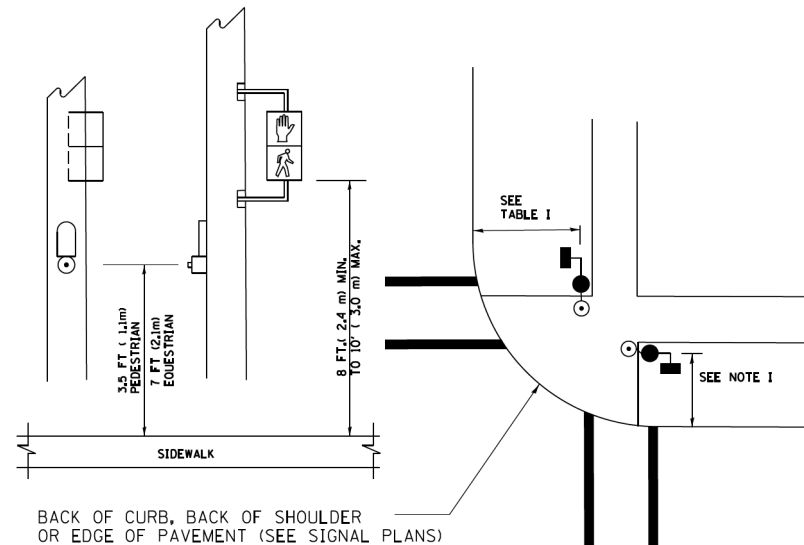 3.5 FT ( 1.1m)
PEDESTRIAN
7 FT (2.1m)
EQUESTRIAN
8 FT.( 2.4 m) MIN.
TO 10' ( 3.0 m) MAX.
SIDEWALK
SEE
TABLE I
SEE NOTE I
BACK OF CURB, BACK OF SHOULDER
OR EDGE OF PAVEMENT (SEE SIGNAL PLANS)